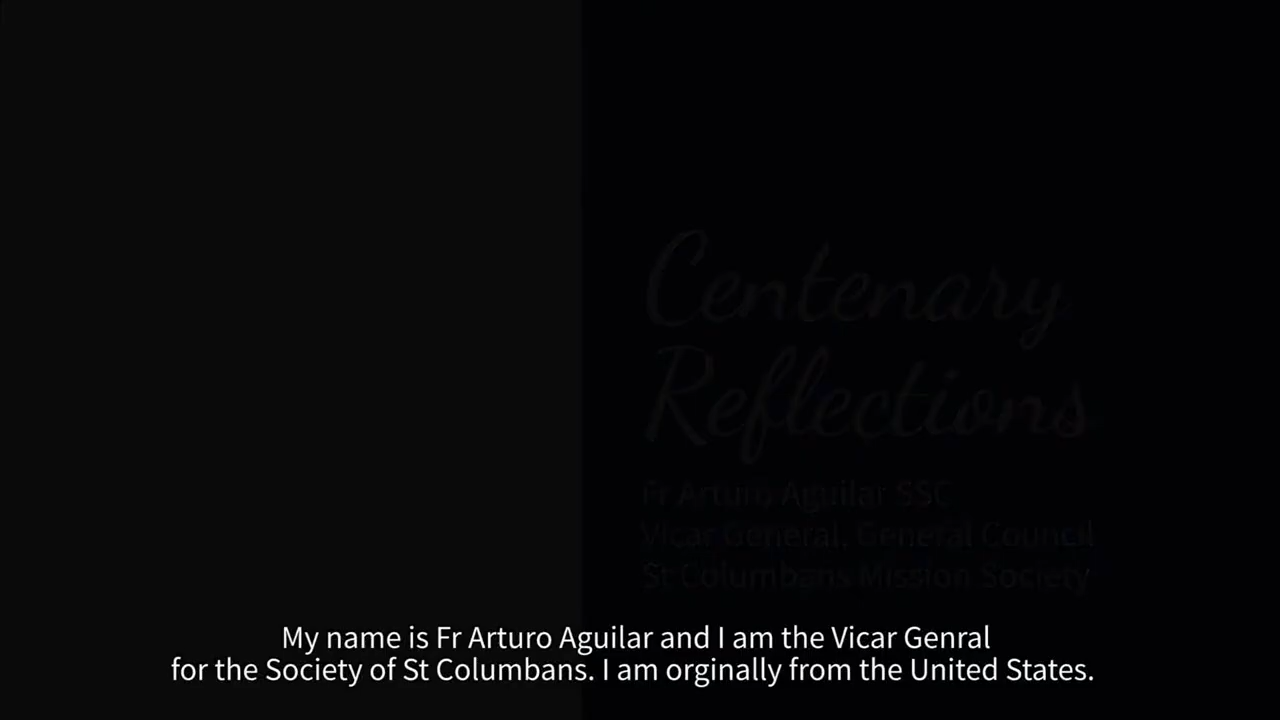 Centenary
Reflections
Fr Arturo Aguilar SSC
Vicar General, General Council
St Columbans Mission Society
My name is Fr Arturo Aguilar and I am the Vicar Genral
for the Society of St Columbans. I am orginally from the United States.